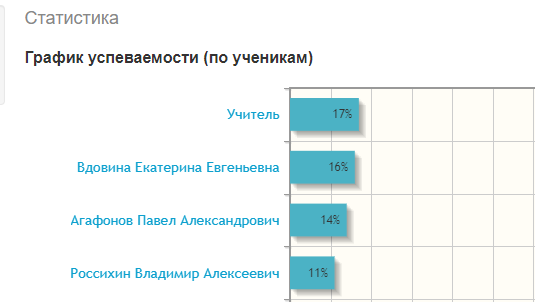 Статистика
График успеваемости (по ученикам)
Учитель 17%
Вдовина Екатерина Евгеньевна 16%
Агафонов Павел Александрович 14%
Россихин Владимир Алексеевич 11%